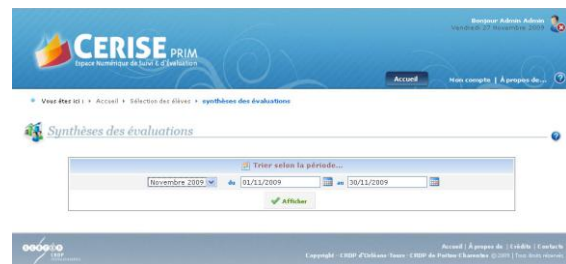 Bonjour Admin Admin
Vendredi 27 Novembre 2009
CERISE PRIM
Espace Numérique de Suivi & d'Evaluation
Accueil
Mon compte | À propos de...
Vous êtes ici : Accueil Sélection des élèves synthèses des évaluations
Synthèses des évaluations
Trier selon la période...
Novembre 2009 du 01/11/2009 au 30/11/2009
Afficher
Accueil | À propos de | Crédits | Contacts
Copyright - CRDP d'Orléans-Tours - CRDP de Poitou-Charentes ©2009 | Tous droits réservés
CRDP